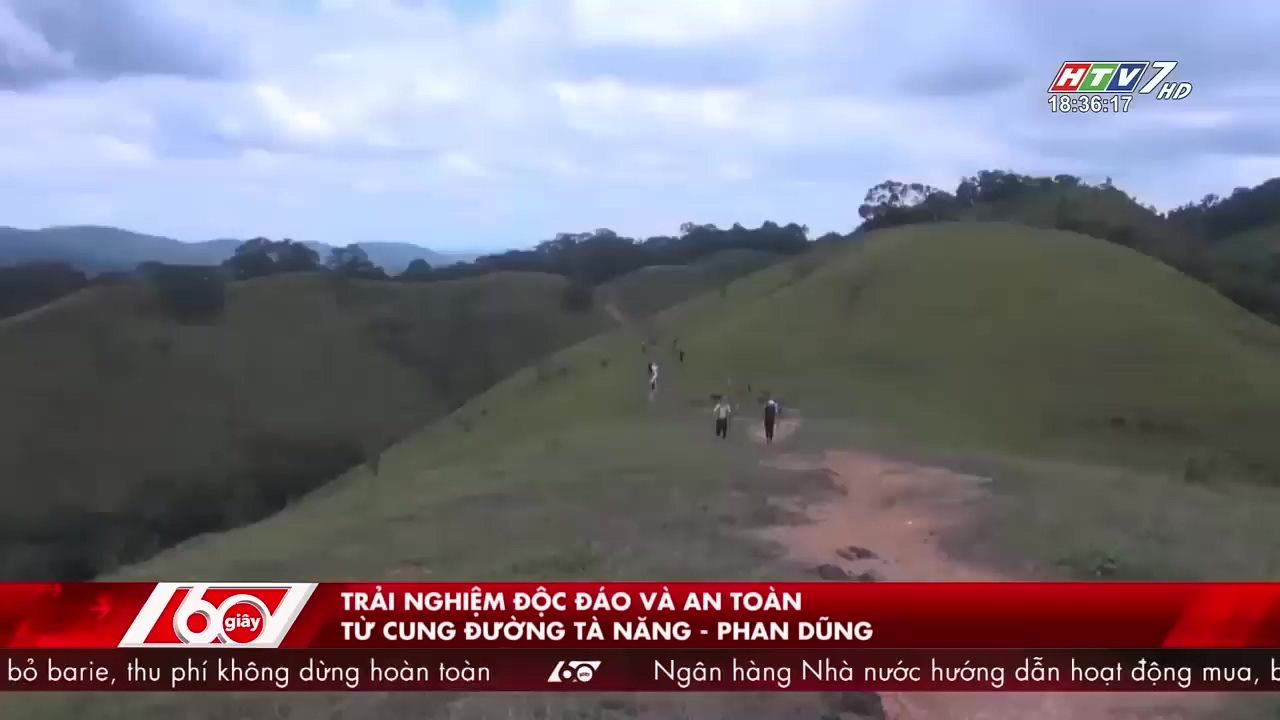 HTV7 HD
18:36:17
60 giây
TRẢI NGHIỆM ĐỘC ĐÁO VÀ AN TOÀN
TỪ CUNG ĐƯỜNG TÀ NĂNG - PHAN DŨNG
bỏ barie, thu phí không dừng hoàn toàn 60 giây Ngân hàng Nhà nước hướng dẫn hoạt động mua, b